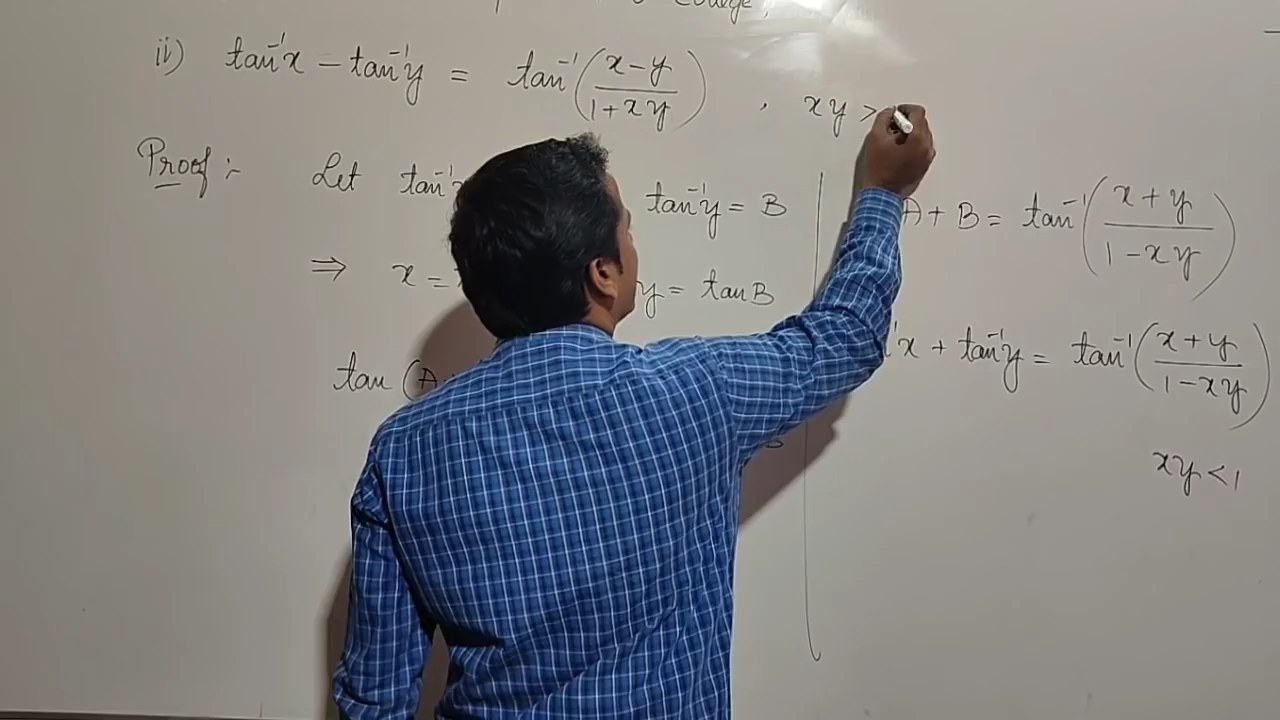 College,
ii) tan⁻¹x − tan⁻¹y = tan⁻¹((x−y)/(1+xy)) , xy >
Proof :- Let tan⁻¹ tan⁻¹y = B
⇒ x = y = tan B
tan (A
B
A + B = tan⁻¹((x+y)/(1−xy))
⁻¹x + tan⁻¹y = tan⁻¹((x+y)/(1−xy))
xy < 1